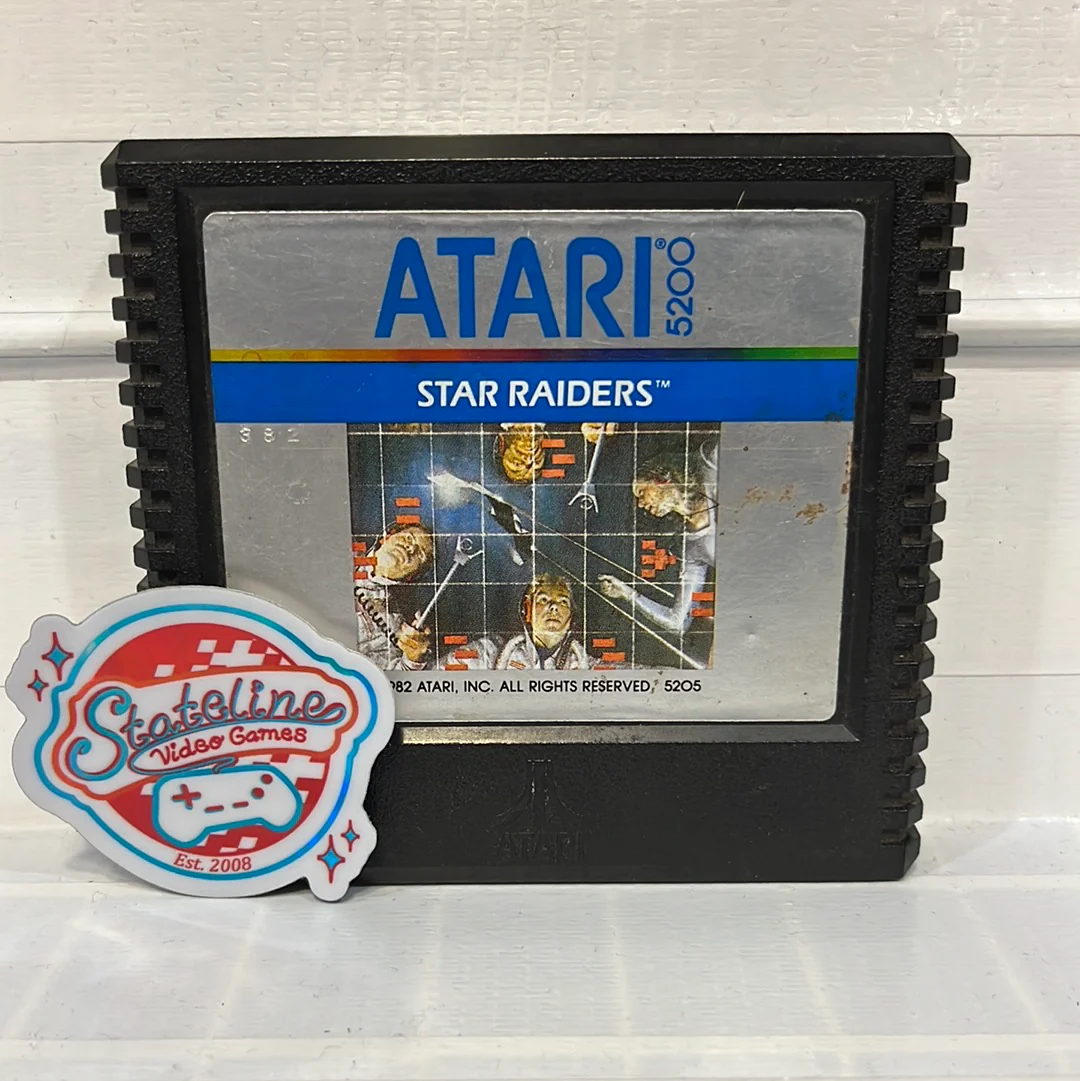 ATARI® 5200
STAR RAIDERS™
382
982 ATARI, INC. ALL RIGHTS RESERVED, 5205
ATARI
Stateline
Video Games
Est. 2008